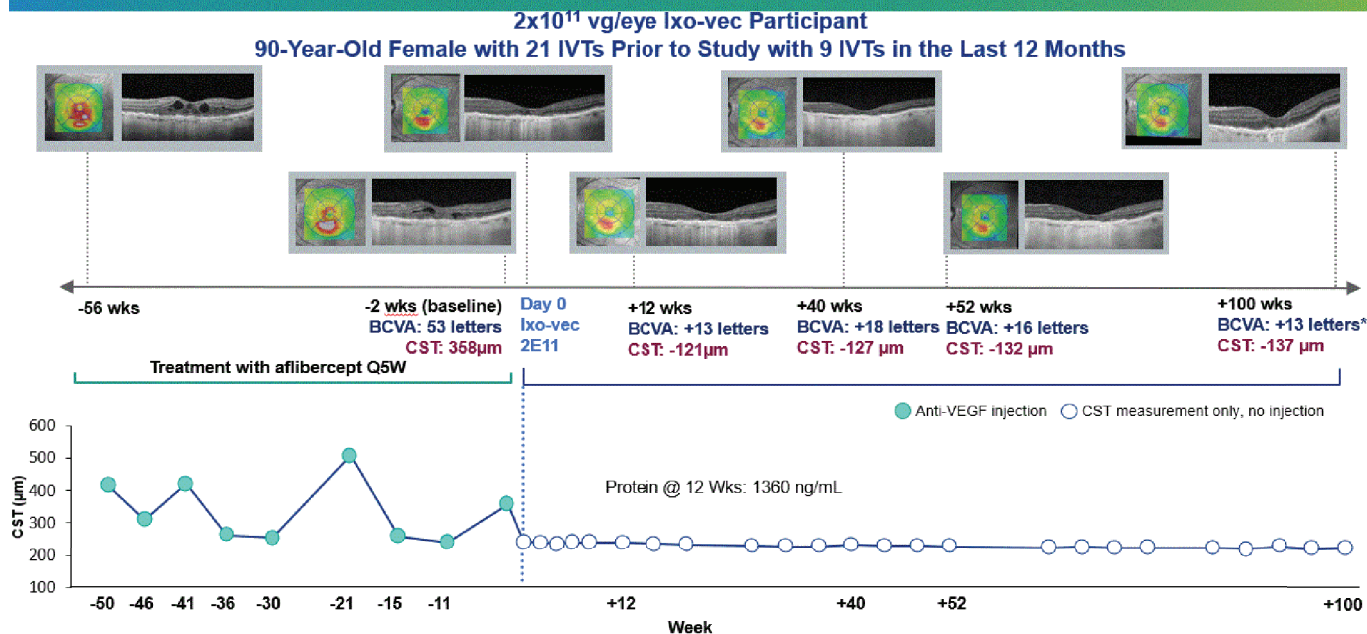 2x10¹¹ vg/eye Ixo-vec Participant
90-Year-Old Female with 21 IVTs Prior to Study with 9 IVTs in the Last 12 Months
-56 wks
-2 wks (baseline)
BCVA: 53 letters
CST: 358µm
Day 0
Ixo-vec
2E11
+12 wks
BCVA: +13 letters
CST: -121µm
+40 wks
BCVA: +18 letters
CST: -127 µm
+52 wks
BCVA: +16 letters
CST: -132 µm
+100 wks
BCVA: +13 letters*
CST: -137 µm
Treatment with aflibercept Q5W
Anti-VEGF injection
CST measurement only, no injection
Protein @ 12 Wks: 1360 ng/mL
CST (µm)
600
500
400
300
200
100
-50 -46 -41 -36 -30 -21 -15 -11 +12 +40 +52 +100
Week